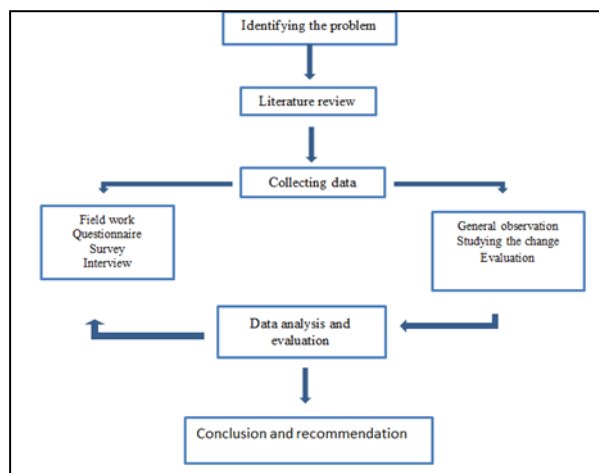 Identifying the problem
Literature review
Collecting data
Field work
Questionnaire
Survey
Interview
General observation
Studying the change
Evaluation
Data analysis and
evaluation
Conclusion and recommendation